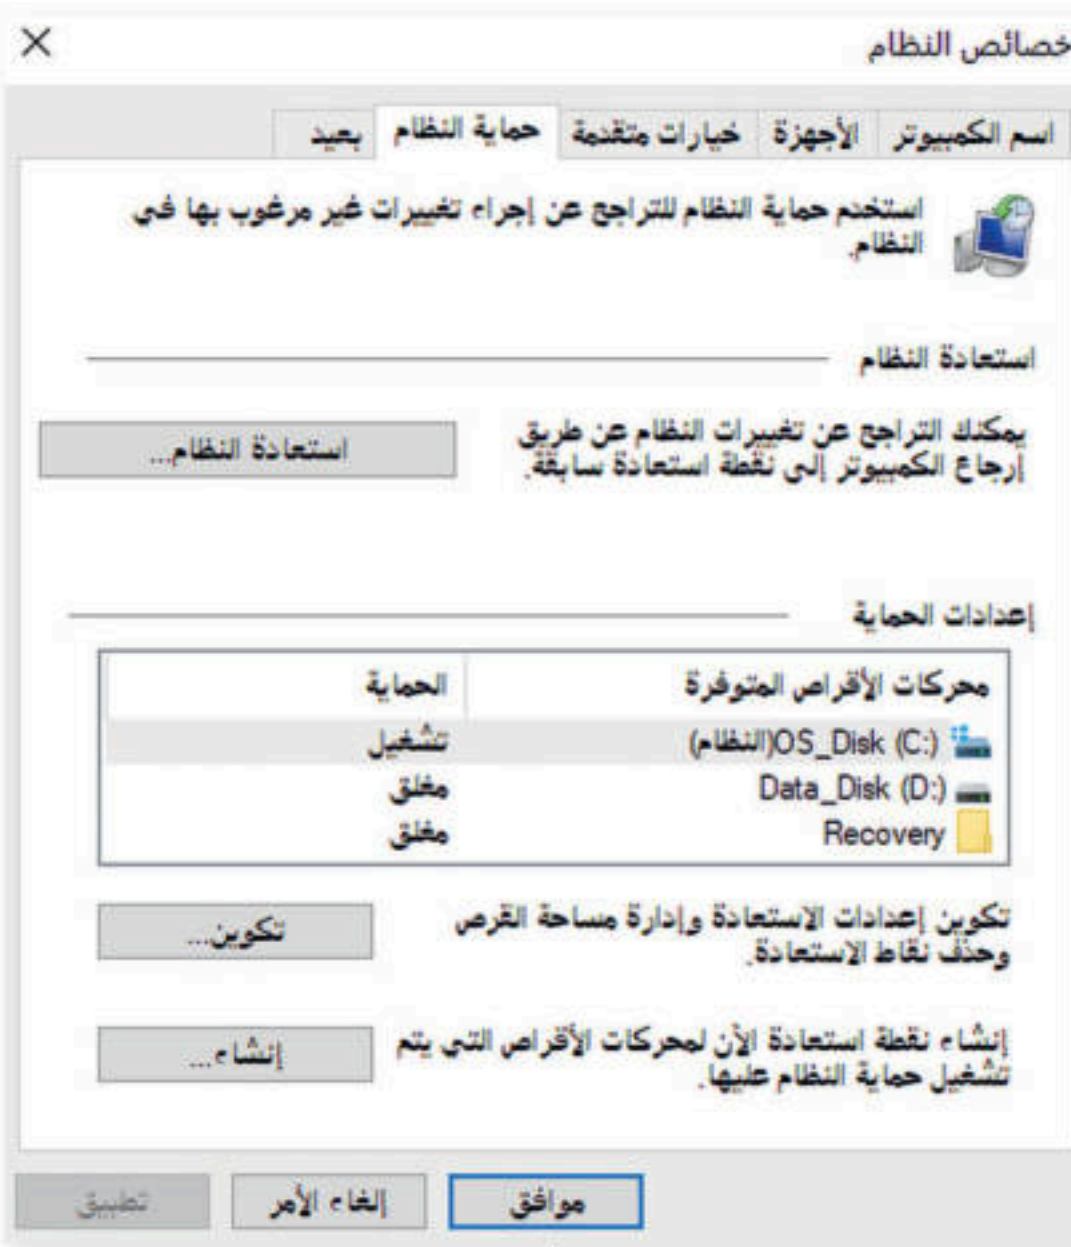 خصائص النظام
اسم الكمبيوتر
الأجهزة
خيارات متقدمة
حماية النظام
بعيد
استخدم حماية النظام للتراجع عن إجراء تغييرات غير مرغوب بها في
النظام.
استعادة النظام
يمكنك التراجع عن تغييرات النظام عن طريق
إرجاع الكمبيوتر إلى نقطة استعادة سابقة.
استعادة النظام...
إعدادات الحماية
محركات الأقراص المتوفرة الحماية
OS_Disk (C:)(النظام) تشغيل
Data_Disk (D:) مغلق
Recovery مغلق
تكوين إعدادات الاستعادة وإدارة مساحة القرص
وحذف نقاط الاستعادة.
تكوين...
إنشاء نقطة استعادة الآن لمحركات الأقراص التي يتم
تشغيل حماية النظام عليها.
إنشاء...
موافق
إلغاء الأمر
تطبيق